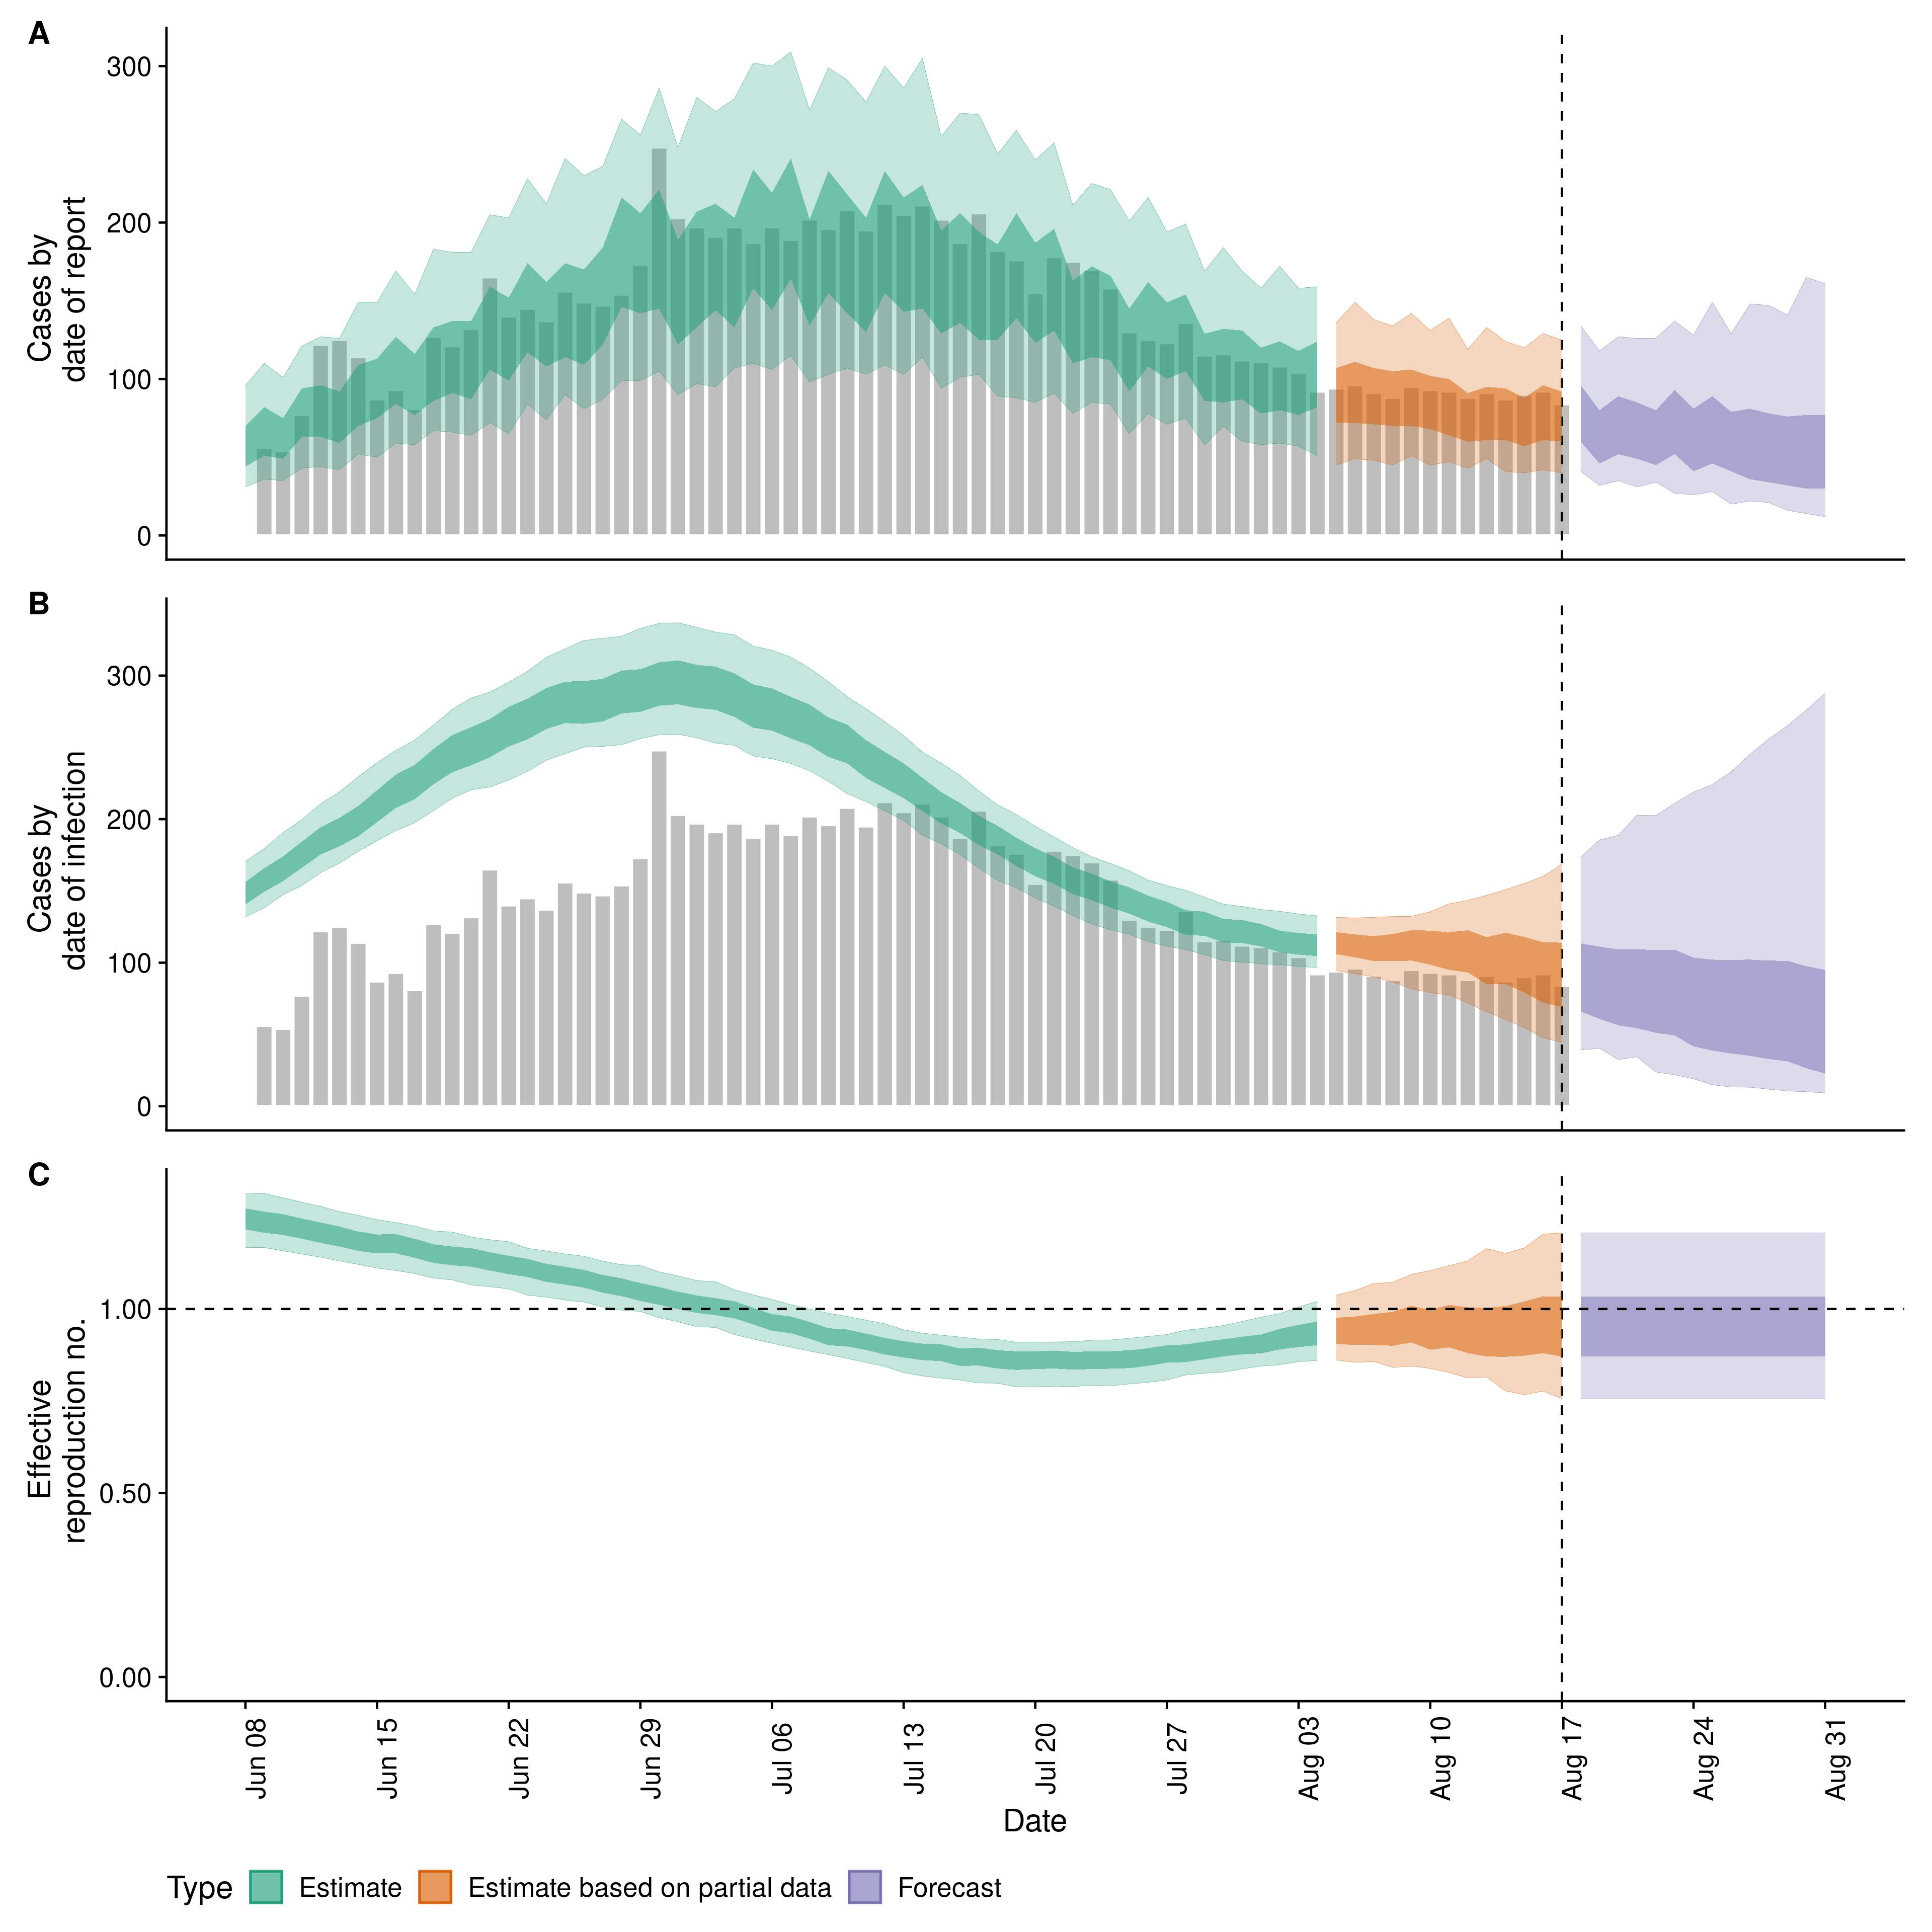 A
Cases by
date of report
300
200
100
0
B
Cases by
date of infection
300
200
100
0
C
Effective
reproduction no.
1.00
0.50
0.00
Jun 08
Jun 15
Jun 22
Jun 29
Jul 06
Jul 13
Jul 20
Jul 27
Aug 03
Aug 10
Aug 17
Aug 24
Aug 31
Date
Type Estimate Estimate based on partial data Forecast